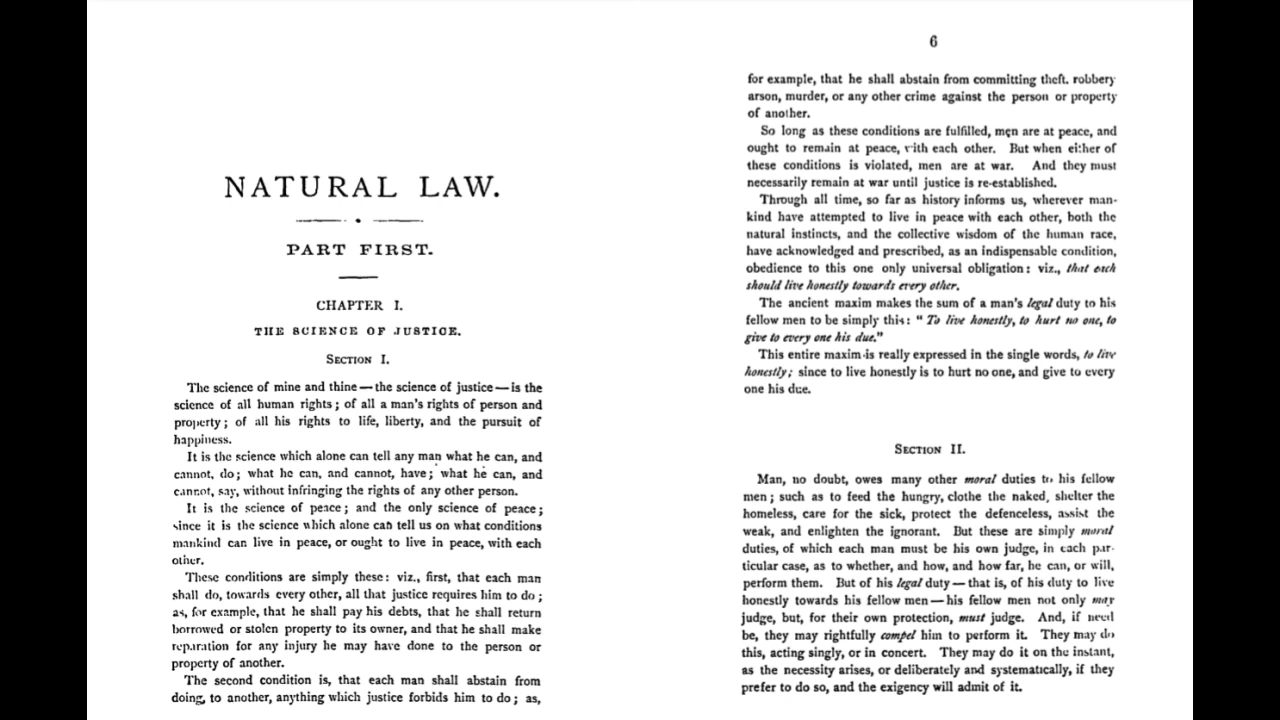 NATURAL LAW.
PART FIRST.
CHAPTER I.
THE SCIENCE OF JUSTICE.
SECTION I.
The science of mine and thine—the science of justice—is the
science of all human rights; of all a man's rights of person and
property; of all his rights to life, liberty, and the pursuit of
happiness.
It is the science which alone can tell any man what he can, and
cannot, do; what he can, and cannot, have; what he can, and
cannot, say, without infringing the rights of any other person.
It is the science of peace; and the only science of peace;
since it is the science which alone can tell us on what conditions
mankind can live in peace, or ought to live in peace, with each
other.
These conditions are simply these: viz., first, that each man
shall do, towards every other, all that justice requires him to do;
as, for example, that he shall pay his debts, that he shall return
borrowed or stolen property to its owner, and that he shall make
reparation for any injury he may have done to the person or
property of another.
The second condition is, that each man shall abstain from
doing, to another, anything which justice forbids him to do; as,
6
for example, that he shall abstain from committing theft. robbery
arson, murder, or any other crime against the person or property
of another.
So long as these conditions are fulfilled, men are at peace, and
ought to remain at peace, with each other. But when either of
these conditions is violated, men are at war. And they must
necessarily remain at war until justice is re-established.
Through all time, so far as history informs us, wherever man-
kind have attempted to live in peace with each other, both the
natural instincts, and the collective wisdom of the human race,
have acknowledged and prescribed, as an indispensable condition,
obedience to this one only universal obligation: viz., that each
should live honestly towards every other.
The ancient maxim makes the sum of a man's legal duty to his
fellow men to be simply this: "To live honestly, to hurt no one, to
give to every one his due."
This entire maxim is really expressed in the single words, to live
honestly; since to live honestly is to hurt no one, and give to every
one his due.
SECTION II.
Man, no doubt, owes many other moral duties to his fellow
men; such as to feed the hungry, clothe the naked, shelter the
homeless, care for the sick, protect the defenceless, assist the
weak, and enlighten the ignorant. But these are simply moral
duties, of which each man must be his own judge, in each par-
ticular case, as to whether, and how, and how far, he can, or will,
perform them. But of his legal duty—that is, of his duty to live
honestly towards his fellow men—his fellow men not only may
judge, but, for their own protection, must judge. And, if need
be, they may rightfully compel him to perform it. They may do
this, acting singly, or in concert. They may do it on the instant,
as the necessity arises, or deliberately and systematically, if they
prefer to do so, and the exigency will admit of it.